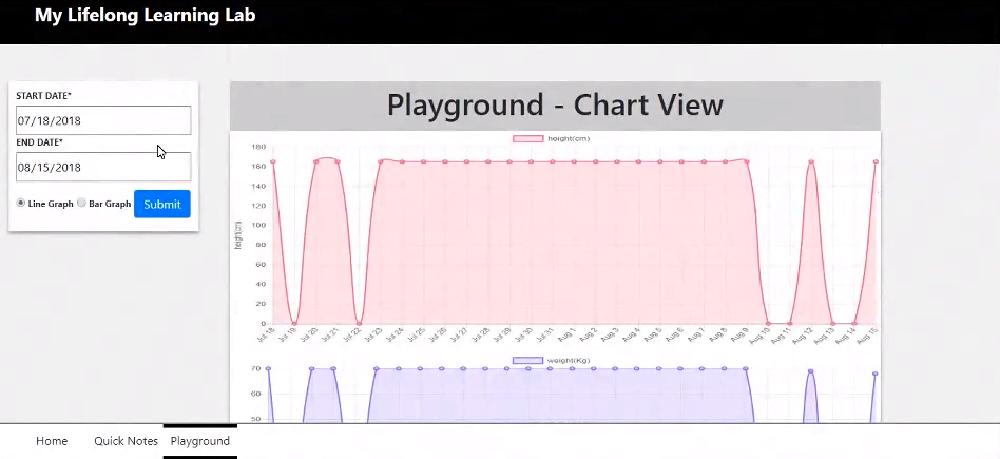 My Lifelong Learning Lab
START DATE*
07/18/2018
END DATE*
08/15/2018
Line Graph Bar Graph Submit
Playground - Chart View
height(cm)
180
160
140
120
100
80
60
40
20
0
height(cm)
Jul 18 Jul 19 Jul 20 Jul 21 Jul 22 Jul 23 Jul 24 Jul 25 Jul 26 Jul 27 Jul 28 Jul 29 Jul 30 Jul 31 Aug 1 Aug 2 Aug 3 Aug 4 Aug 5 Aug 6 Aug 7 Aug 8 Aug 9 Aug 10 Aug 11 Aug 12 Aug 13 Aug 14 Aug 15
weight(Kg)
70
60
50
Home Quick Notes Playground